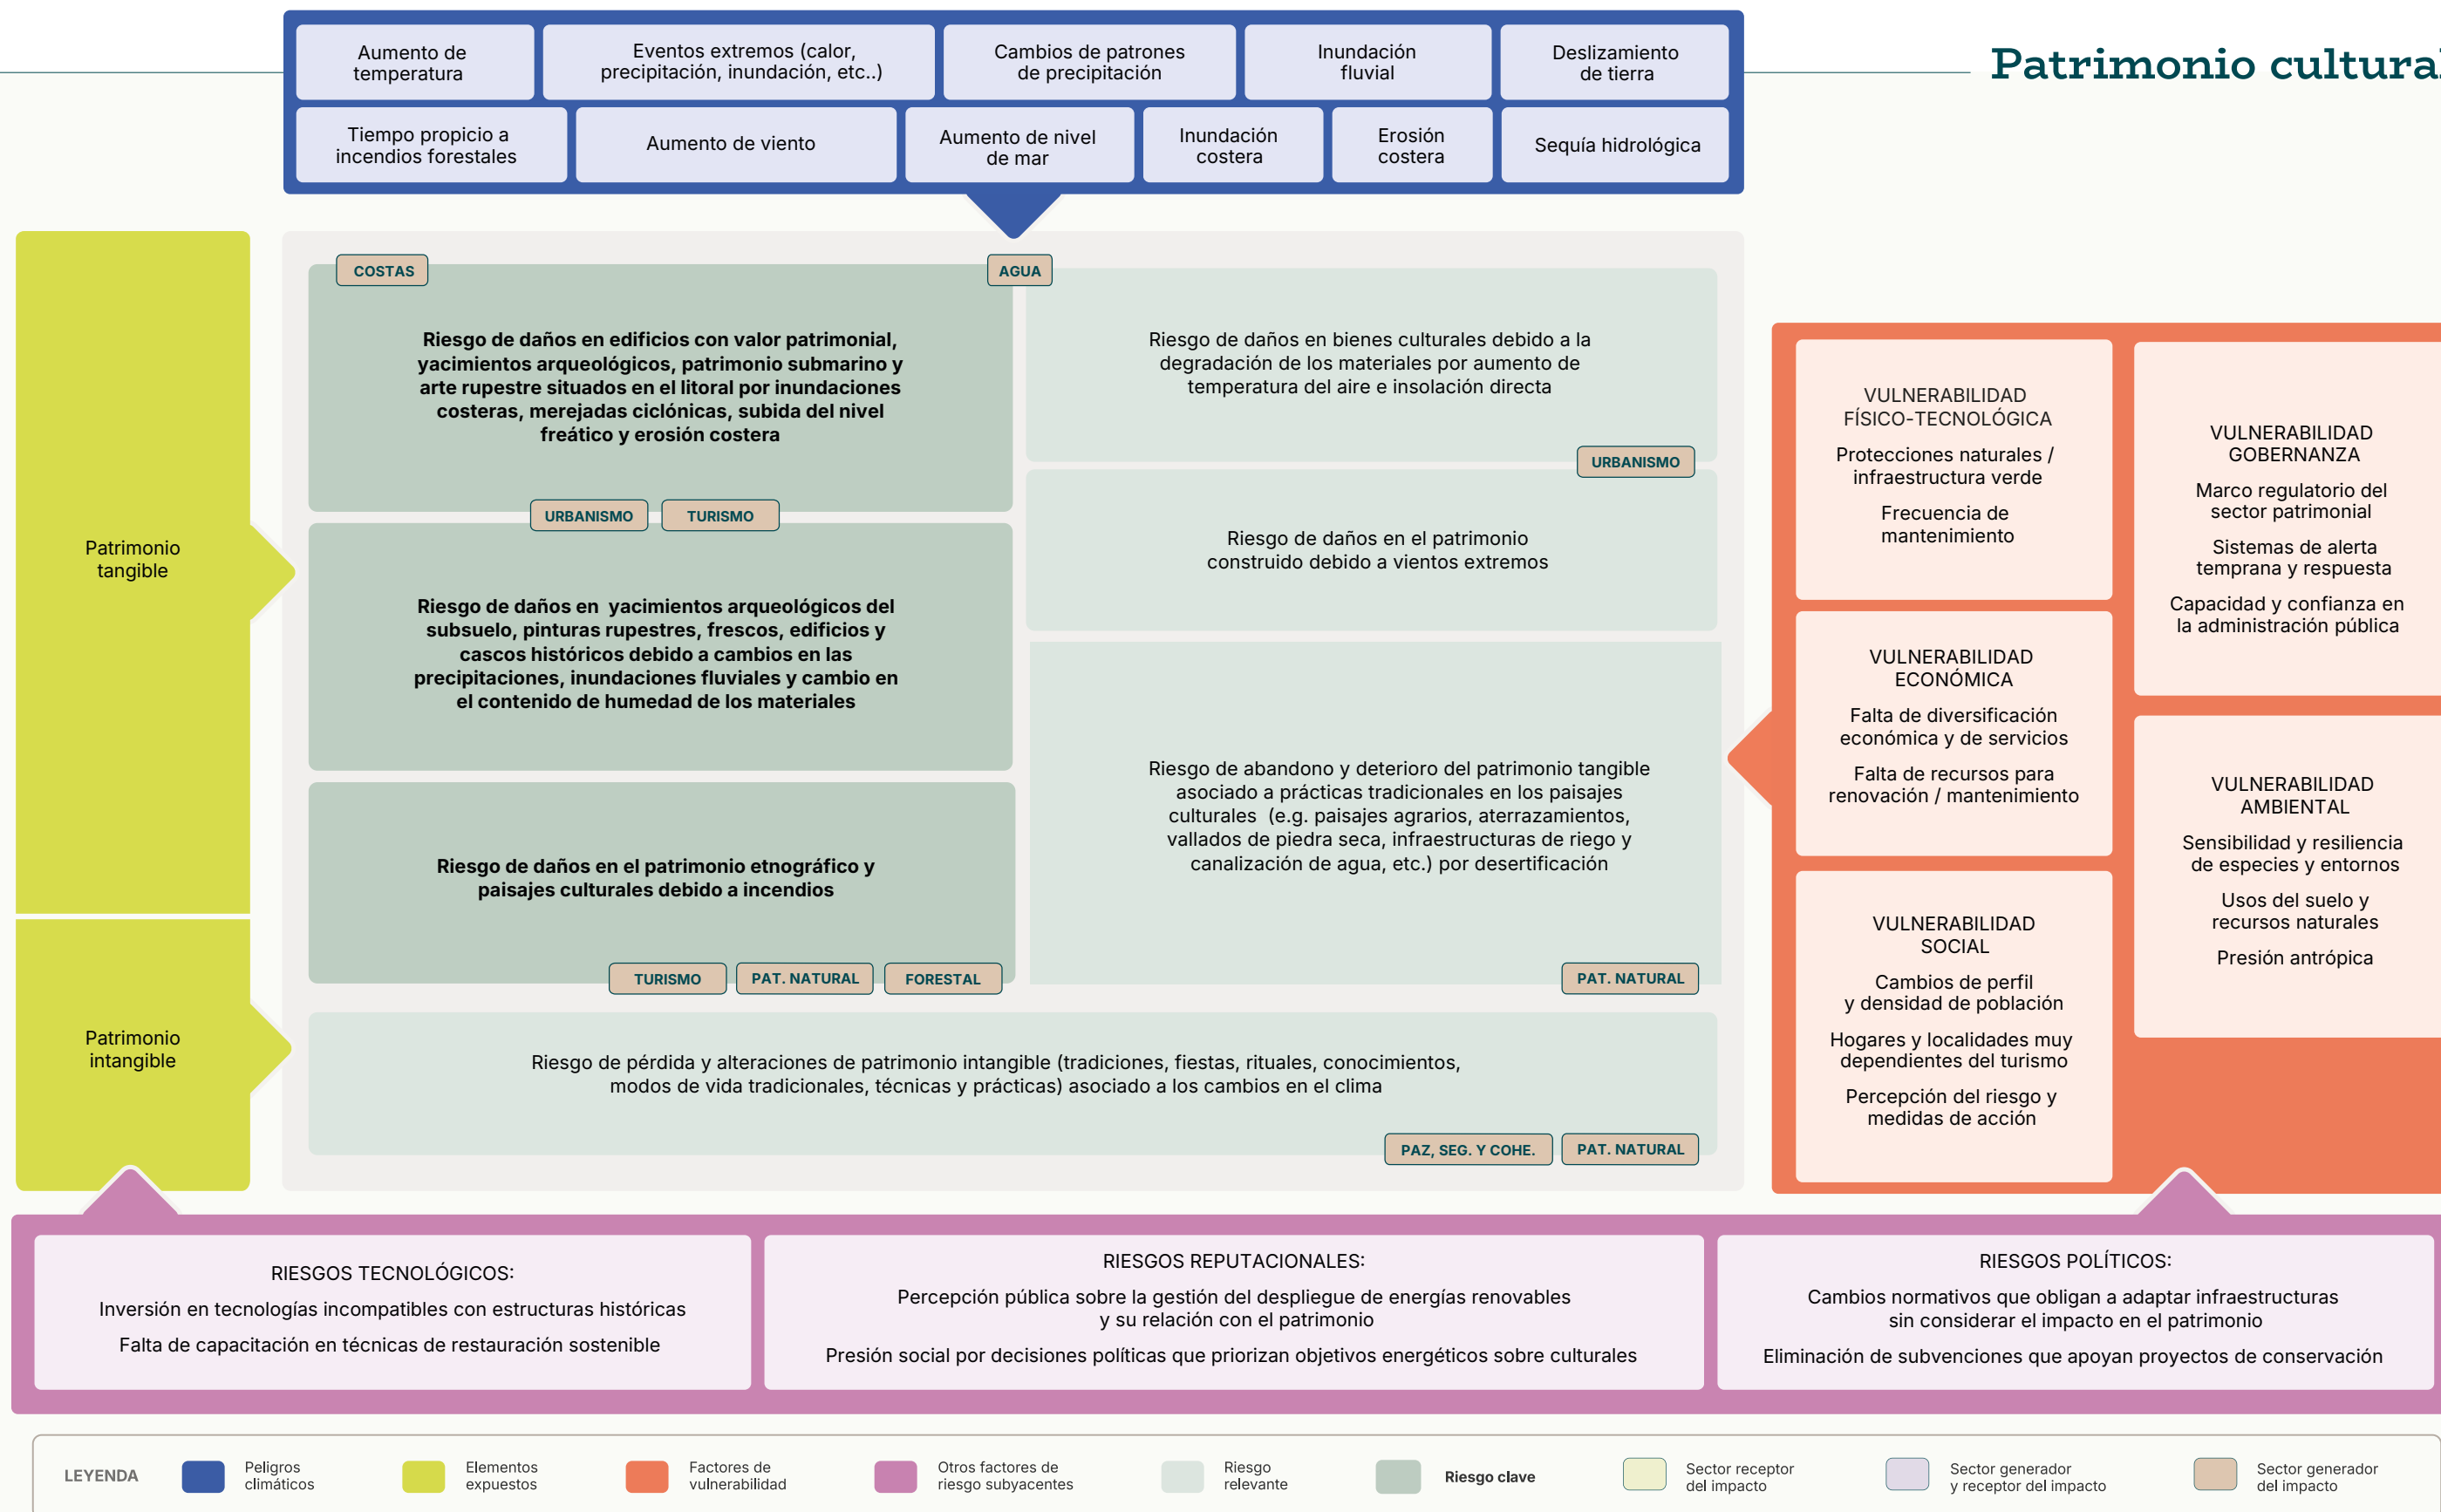 Patrimonio cultural
Aumento de
temperatura
Eventos extremos (calor,
precipitación, inundación, etc..)
Cambios de patrones
de precipitación
Inundación
fluvial
Deslizamiento
de tierra
Tiempo propicio a
incendios forestales
Aumento de viento
Aumento de nivel
de mar
Inundación
costera
Erosión
costera
Sequía hidrológica
Patrimonio
tangible
Patrimonio
intangible
COSTAS
AGUA
Riesgo de daños en edificios con valor patrimonial,
yacimientos arqueológicos, patrimonio submarino y
arte rupestre situados en el litoral por inundaciones
costeras, merejadas ciclónicas, subida del nivel
freático y erosión costera
URBANISMO
TURISMO
Riesgo de daños en yacimientos arqueológicos del
subsuelo, pinturas rupestres, frescos, edificios y
cascos históricos debido a cambios en las
precipitaciones, inundaciones fluviales y cambio en
el contenido de humedad de los materiales
Riesgo de daños en el patrimonio etnográfico y
paisajes culturales debido a incendios
TURISMO
PAT. NATURAL
FORESTAL
Riesgo de daños en bienes culturales debido a la
degradación de los materiales por aumento de
temperatura del aire e insolación directa
URBANISMO
Riesgo de daños en el patrimonio
construido debido a vientos extremos
Riesgo de abandono y deterioro del patrimonio tangible
asociado a prácticas tradicionales en los paisajes
culturales (e.g. paisajes agrarios, aterrazamientos,
vallados de piedra seca, infraestructuras de riego y
canalización de agua, etc.) por desertificación
PAT. NATURAL
Riesgo de pérdida y alteraciones de patrimonio intangible (tradiciones, fiestas, rituales, conocimientos,
modos de vida tradicionales, técnicas y prácticas) asociado a los cambios en el clima
PAZ, SEG. Y COHE.
PAT. NATURAL
VULNERABILIDAD
FÍSICO-TECNOLÓGICA
Protecciones naturales /
infraestructura verde
Frecuencia de
mantenimiento
VULNERABILIDAD
ECONÓMICA
Falta de diversificación
económica y de servicios
Falta de recursos para
renovación / mantenimiento
VULNERABILIDAD
SOCIAL
Cambios de perfil
y densidad de población
Hogares y localidades muy
dependientes del turismo
Percepción del riesgo y
medidas de acción
VULNERABILIDAD
GOBERNANZA
Marco regulatorio del
sector patrimonial
Sistemas de alerta
temprana y respuesta
Capacidad y confianza en
la administración pública
VULNERABILIDAD
AMBIENTAL
Sensibilidad y resiliencia
de especies y entornos
Usos del suelo y
recursos naturales
Presión antrópica
RIESGOS TECNOLÓGICOS:
Inversión en tecnologías incompatibles con estructuras históricas
Falta de capacitación en técnicas de restauración sostenible
RIESGOS REPUTACIONALES:
Percepción pública sobre la gestión del despliegue de energías renovables
y su relación con el patrimonio
Presión social por decisiones políticas que priorizan objetivos energéticos sobre culturales
RIESGOS POLÍTICOS:
Cambios normativos que obligan a adaptar infraestructuras
sin considerar el impacto en el patrimonio
Eliminación de subvenciones que apoyan proyectos de conservación
LEYENDA
Peligros
climáticos
Elementos
expuestos
Factores de
vulnerabilidad
Otros factores de
riesgo subyacentes
Riesgo
relevante
Riesgo clave
Sector receptor
del impacto
Sector generador
y receptor del impacto
Sector generador
del impacto